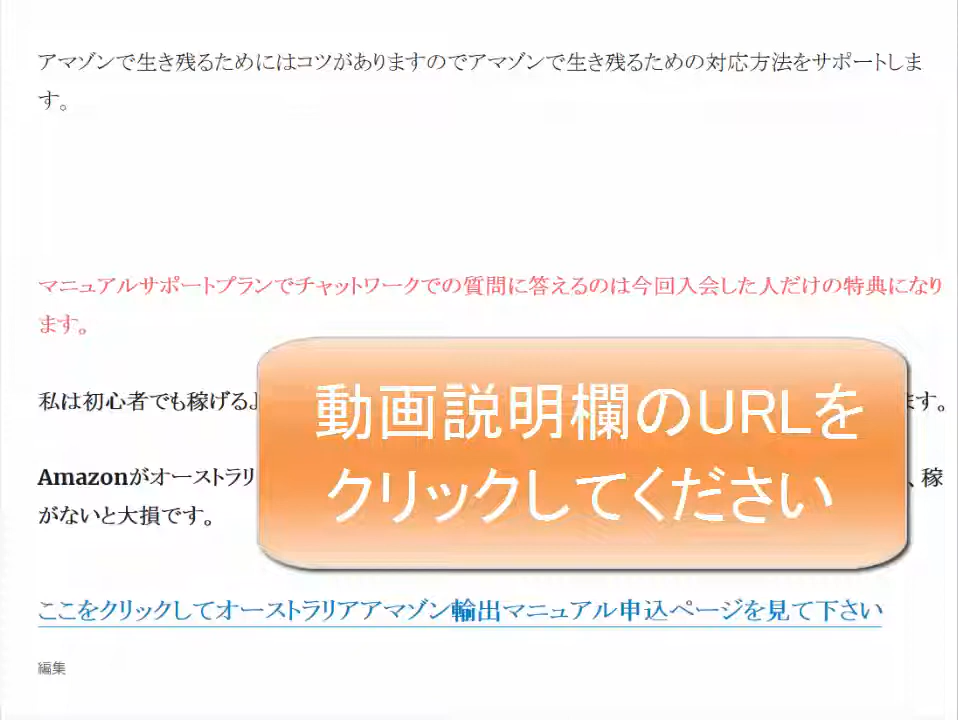 アマゾンで生き残るためにはコツがありますのでアマゾンで生き残るための対応方法をサポートしま
す。
マニュアルサポートプランでチャットワークでの質問に答えるのは今回入会した人だけの特典になり
ます。
私は初心者でも稼げる
ます。
動画説明欄のURLを
クリックしてください
Amazonがオーストラリ
、稼
がないと大損です。
ここをクリックしてオーストラリアアマゾン輸出マニュアル申込ページを見て下さい
編集